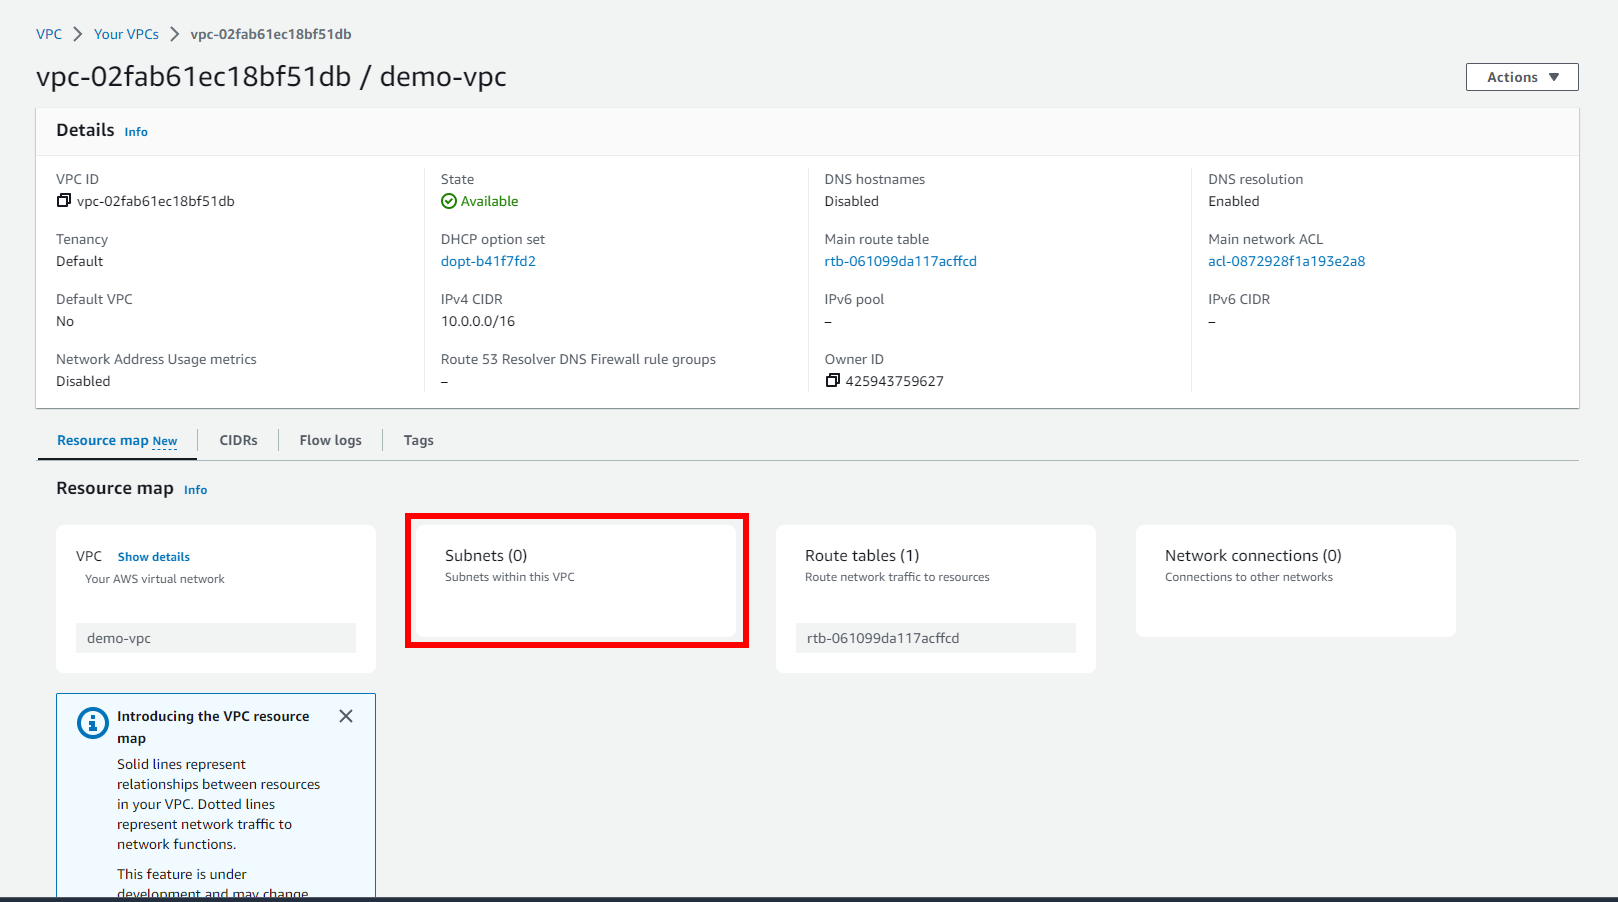 VPC > Your VPCs > vpc-02fab61ec18bf51db
vpc-02fab61ec18bf51db / demo-vpc
Actions ▼
Details Info
VPC ID
vpc-02fab61ec18bf51db
State
Available
DNS hostnames
Disabled
DNS resolution
Enabled
Tenancy
Default
DHCP option set
dopt-b41f7fd2
Main route table
rtb-061099da117acffcd
Main network ACL
acl-0872928f1a193e2a8
Default VPC
No
IPv4 CIDR
10.0.0.0/16
IPv6 pool
–
IPv6 CIDR
–
Network Address Usage metrics
Disabled
Route 53 Resolver DNS Firewall rule groups
–
Owner ID
425943759627
Resource map New
CIDRs
Flow logs
Tags
Resource map Info
VPC Show details
Your AWS virtual network
demo-vpc
Subnets (0)
Subnets within this VPC
Route tables (1)
Route network traffic to resources
rtb-061099da117acffcd
Network connections (0)
Connections to other networks
Introducing the VPC resource
map
Solid lines represent
relationships between resources
in your VPC. Dotted lines
represent network traffic to
network functions.
This feature is under
development and may change